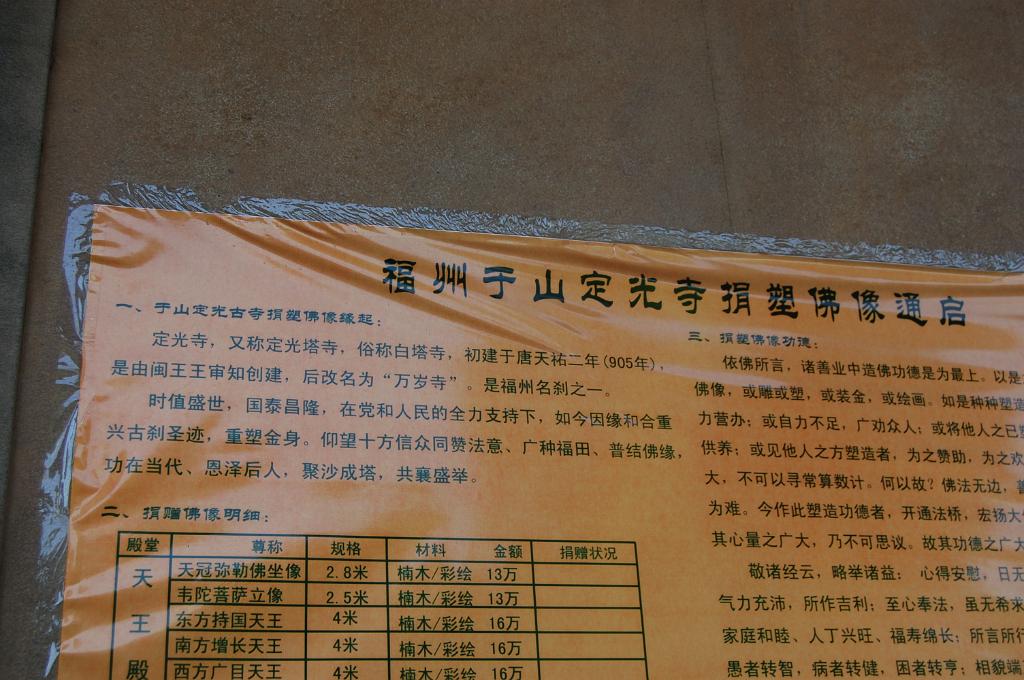 福州于山定光寺捐塑佛像通启
一、于山定光古寺捐塑佛像缘起：
定光寺，又称定光塔寺，俗称白塔寺，初建于唐天祐二年(905年)，
是由闽王王审知创建，后改名为“万岁寺”。是福州名刹之一。
时值盛世，国泰昌隆，在党和人民的全力支持下，如今因缘和合重
兴古刹圣迹，重塑金身。仰望十方信众同赞法意、广种福田、普结佛缘，
功在当代、恩泽后人，聚沙成塔，共襄盛举。
二、捐赠佛像明细：
殿堂 尊称 规格 材料 金额 捐赠状况
天王殿
天冠弥勒佛坐像 2.8米 楠木/彩绘 13万
韦陀菩萨立像 2.5米 楠木/彩绘 13万
东方持国天王 4米 楠木/彩绘 16万
南方增长天王 4米 楠木/彩绘 16万
西方广目天王 4米 楠木/彩绘 16万
三、捐塑佛像功德：
依佛所言，诸善业中造佛功德是为最上。以是
佛像，或雕或塑，或装金，或绘画。如是种种塑造
力营办；或自力不足，广劝众人；或将他人之已塑
供养；或见他人之方塑造者，为之赞助，为之欢
大，不可以寻常算数计。何以故？佛法无边，善
为难。今作此塑造功德者，开通法桥，宏扬大
其心量之广大，乃不可思议。故其功德之广大
敬诸经云，略举诸益： 心得安慰，日无
气力充沛，所作吉利；至心奉法，虽无希求
家庭和睦、人丁兴旺、福寿绵长；所言所行
愚者转智，病者转健，困者转亨；相貌端